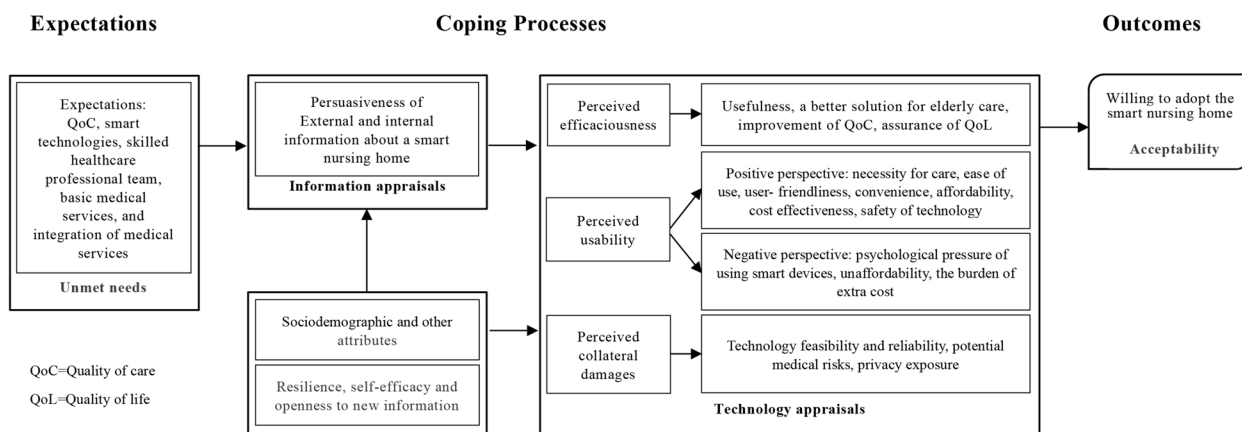 Expectations
Coping Processes
Outcomes
Expectations:
QoC, smart
technologies, skilled
healthcare
professional team,
basic medical
services, and
integration of medical
services
Unmet needs
Persuasiveness of
External and internal
information about a smart
nursing home
Information appraisals
Sociodemographic and other
attributes
Resilience, self-efficacy and
openness to new information
Perceived
efficaciousness
Usefulness, a better solution for elderly care,
improvement of QoC, assurance of QoL
Perceived
usability
Positive perspective: necessity for care, ease
of use, user- friendliness, convenience, affordability,
cost effectiveness, safety of technology
Negative perspective: psychological pressure of
using smart devices, unaffordability, the burden of
extra cost
Perceived
collateral
damages
Technology feasibility and reliability, potential
medical risks, privacy exposure
Technology appraisals
Willing to adopt the
smart nursing home
Acceptability
QoC=Quality of care
QoL=Quality of life